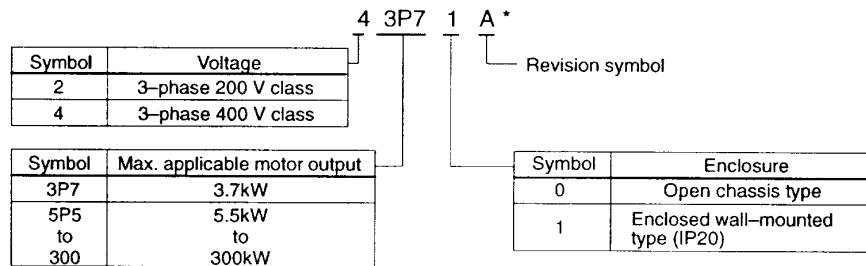 4 3P7 1 A*
Revision symbol
Symbol Voltage
2 3–phase 200 V class
4 3–phase 400 V class
Symbol Max. applicable motor output
3P7 3.7kW
5P5 5.5kW
to to
300 300kW
Symbol Enclosure
0 Open chassis type
1 Enclosed wall–mounted
type (IP20)